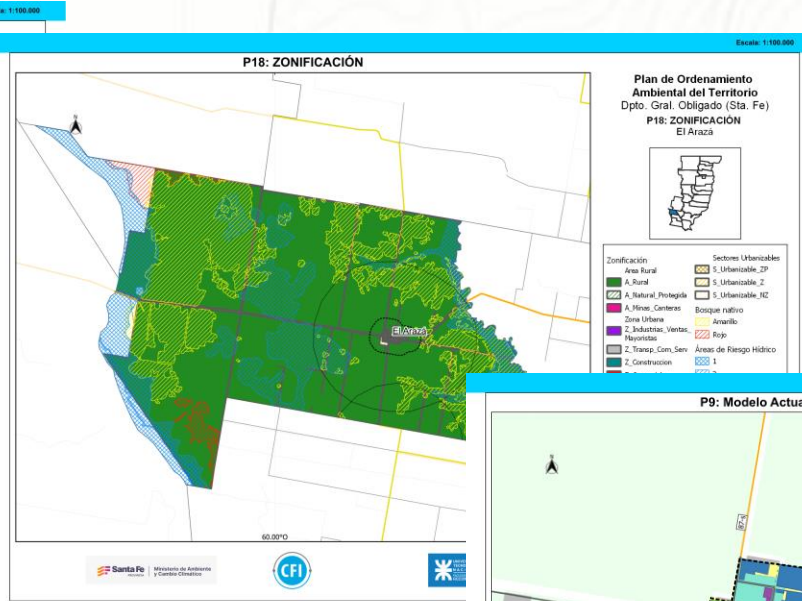 a: 1:100.000
Escala: 1:100.000
P18: ZONIFICACIÓN
N
El Arazá
60.00°O
Santa Fe
PROVINCIA
Ministerio de Ambiente
y Cambio Climático
CFI
Plan de Ordenamiento
Ambiental del Territorio
Dpto. Gral. Obligado (Sta. Fe)
P18: ZONIFICACIÓN
El Arazá
Zonificación
Area Rural
A_Rural
A_Natural_Protegida
A_Minas_Canteras
Zona Urbana
Z_Industrias_Ventas_
Mayoristas
Z_Transp_Com_Serv
Z_Construccion
Sectores Urbanizables
S_Urbanizable_ZP
S_Urbanizable_Z
S_Urbanizable_NZ
Bosque nativo
Amarillo
Rojo
Áreas de Riesgo Hídrico
1
P9: Modelo Actua
N